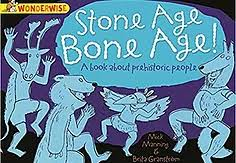 WONDERWISE
Stone Age
Bone Age!
A book about prehistoric people
Mick
Manning
& Brita Granström